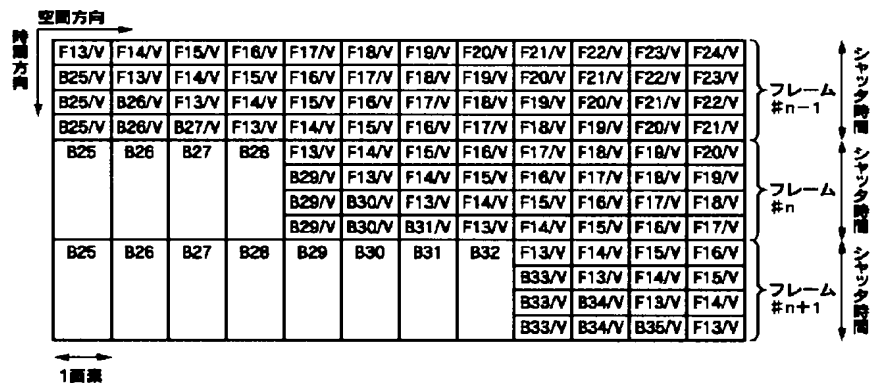 空間方向
時間方向
F13/V F14/V F15/V F16/V F17/V F18/V F19/V F20/V F21/V F22/V F23/V F24/V
B25/V F13/V F14/V F15/V F16/V F17/V F18/V F19/V F20/V F21/V F22/V F23/V
B25/V B26/V F13/V F14/V F15/V F16/V F17/V F18/V F19/V F20/V F21/V F22/V
B25/V B26/V B27/V F13/V F14/V F15/V F16/V F17/V F18/V F19/V F20/V F21/V
フレーム
#n-1
シャッタ時間
B25 B26 B27 B28 F13/V F14/V F15/V F16/V F17/V F18/V F19/V F20/V
B29/V F13/V F14/V F15/V F16/V F17/V F18/V F19/V
B29/V B30/V F13/V F14/V F15/V F16/V F17/V F18/V
B29/V B30/V B31/V F13/V F14/V F15/V F16/V F17/V
フレーム
#n
シャッタ時間
B25 B26 B27 B28 B29 B30 B31 B32 F13/V F14/V F15/V F16/V
B33/V F13/V F14/V F15/V
B33/V B34/V F13/V F14/V
B33/V B34/V B35/V F13/V
フレーム
#n+1
シャッタ時間
1画素